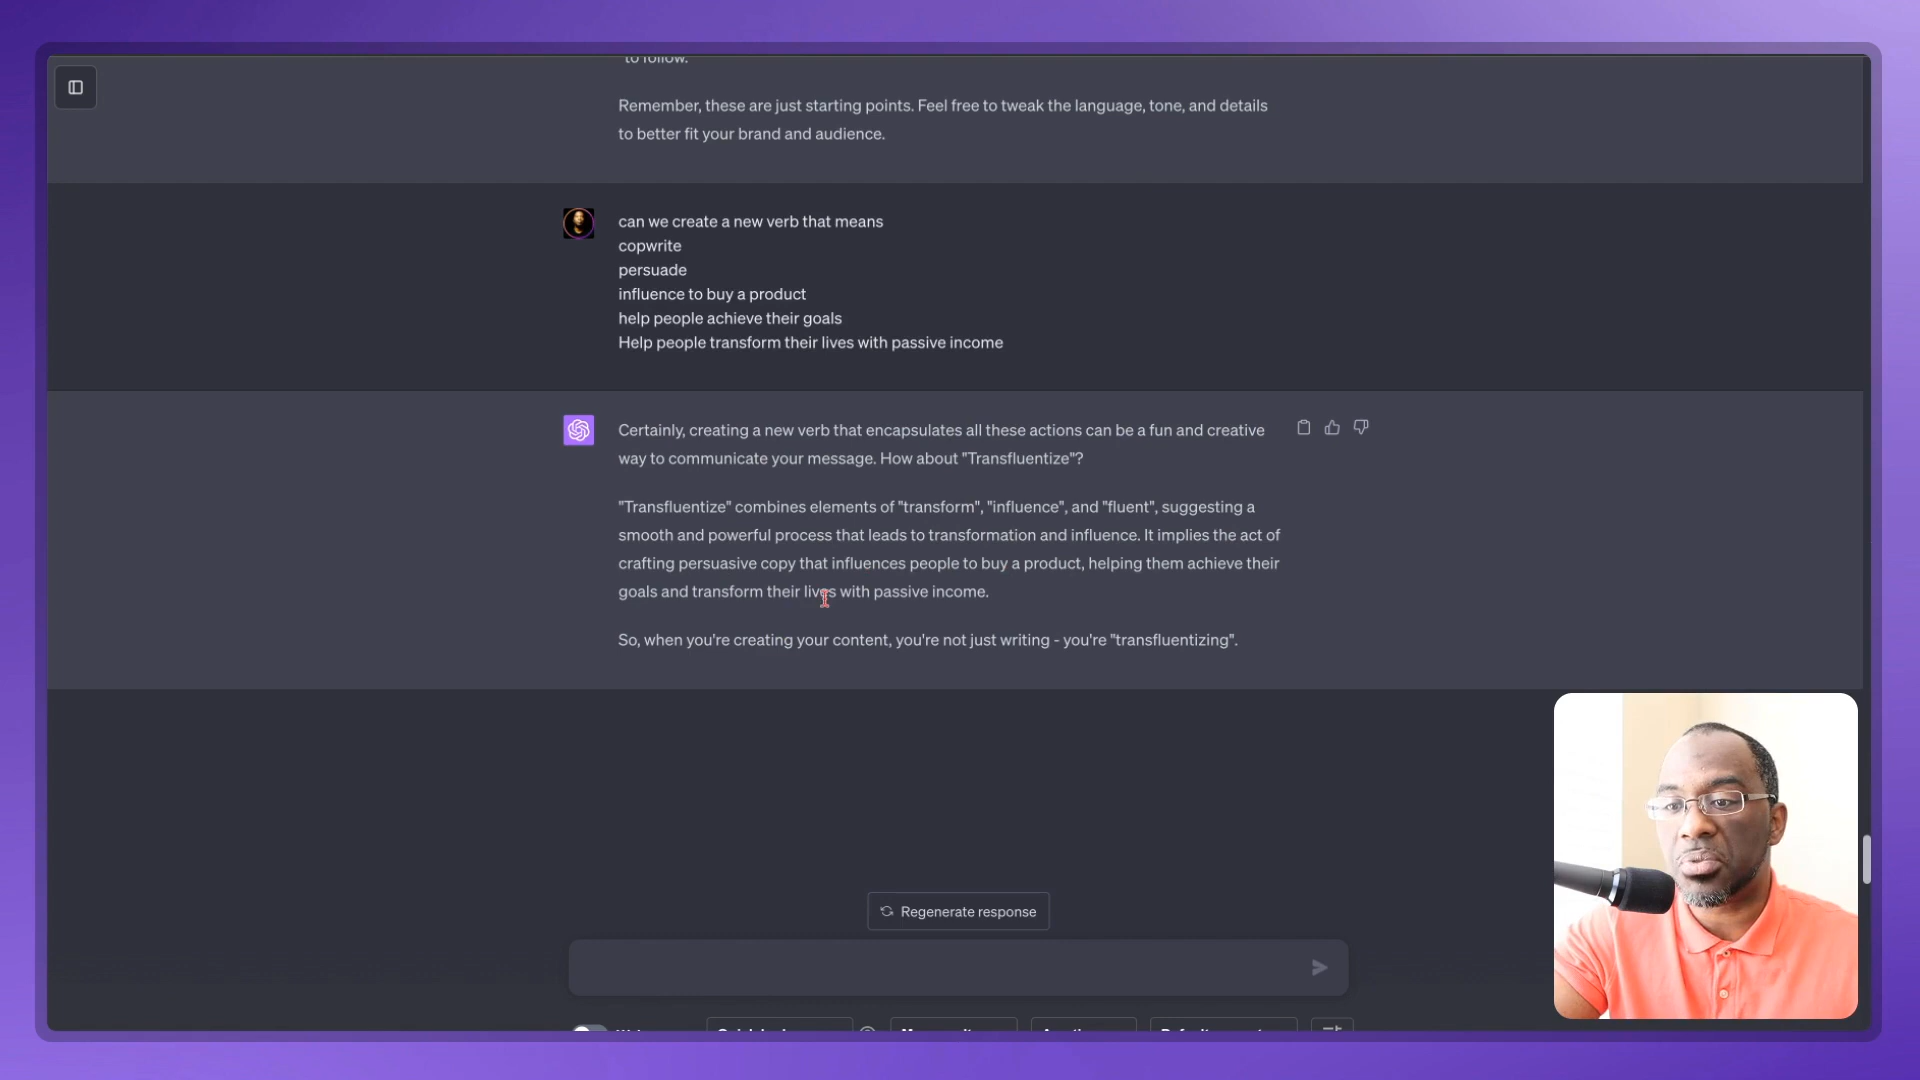 to follow.
Remember, these are just starting points. Feel free to tweak the language, tone, and details
to better fit your brand and audience.
can we create a new verb that means
copwrite
persuade
influence to buy a product
help people achieve their goals
Help people transform their lives with passive income
Certainly, creating a new verb that encapsulates all these actions can be a fun and creative
way to communicate your message. How about "Transfluentize"?
"Transfluentize" combines elements of "transform", "influence", and "fluent", suggesting a
smooth and powerful process that leads to transformation and influence. It implies the act of
crafting persuasive copy that influences people to buy a product, helping them achieve their
goals and transform their lives with passive income.
So, when you're creating your content, you're not just writing - you're "transfluentizing".
Regenerate response